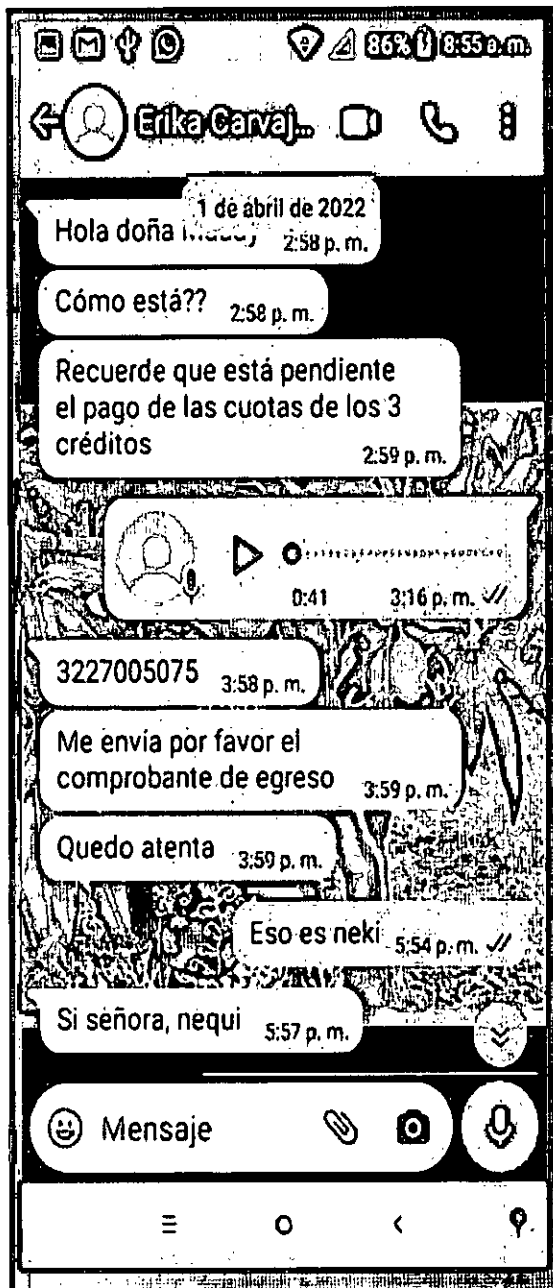 86% 8:55 a. m.
Erika Carvaj...
1 de abril de 2022
Hola doña 2:58 p. m.
Cómo está?? 2:58 p. m.
Recuerde que está pendiente
el pago de las cuotas de los 3
créditos
2:59 p. m.
0:41 3:16 p. m.
3227005075 3:58 p. m.
Me envía por favor el
comprobante de egreso 3:59 p. m.
Quedo atenta 3:59 p. m.
Eso es neki 5:54 p. m.
Si señora, nequi 5:57 p. m.
Mensaje